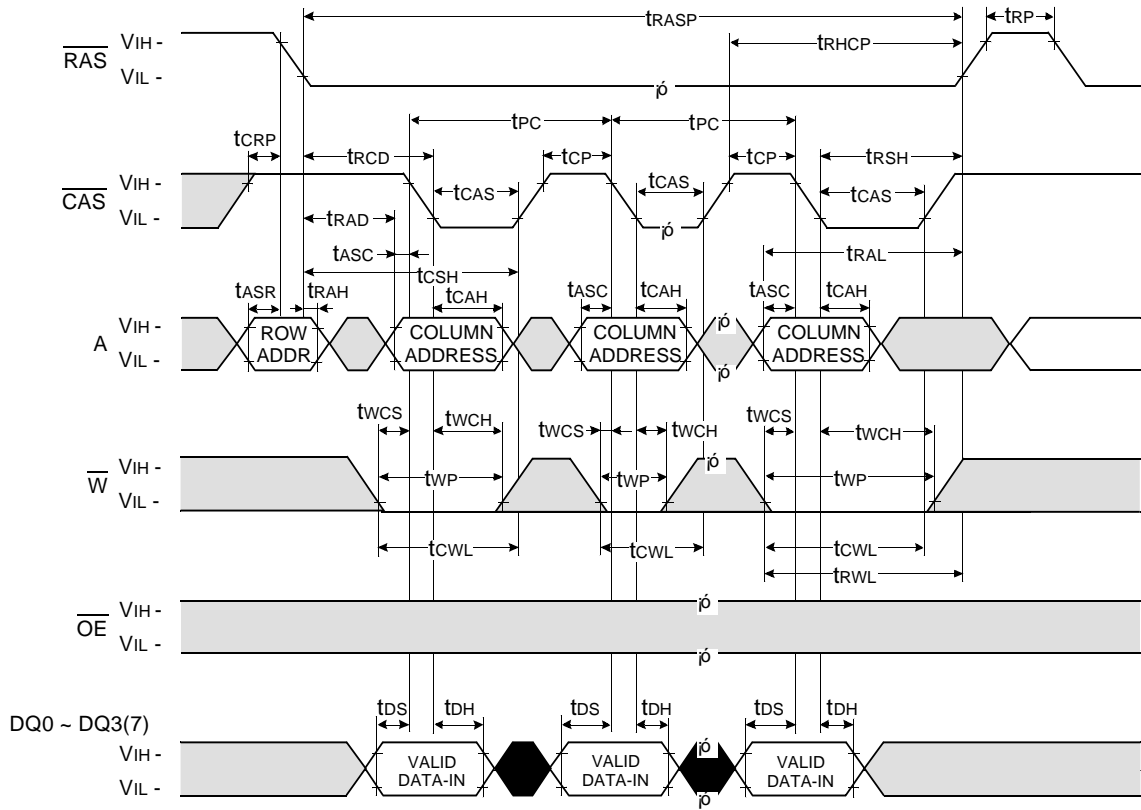 tRASP
tRP
tRHCP
RAS
VIH -
VIL -
¡ó
tPC
tPC
tCRP
tRCD
tCP
tCP
tRSH
CAS
VIH -
VIL -
tCAS
tCAS
tCAS
¡ó
tRAD
tASC
tCSH
tRAL
tASR
tRAH
tCAH
tASC
tCAH
tASC
tCAH
A
VIH -
VIL -
ROW
ADDR
COLUMN
ADDRESS
COLUMN
ADDRESS
¡ó
¡ó
COLUMN
ADDRESS
tWCS
tWCH
tWCS
tWCH
tWCS
tWCH
W
VIH -
VIL -
tWP
tWP
¡ó
tWP
tCWL
tCWL
tCWL
tRWL
OE
VIH -
VIL -
¡ó
¡ó
DQ0 ~ DQ3(7)
tDS
tDH
tDS
tDH
tDS
tDH
VIH -
VIL -
VALID
DATA-IN
VALID
DATA-IN
¡ó
¡ó
VALID
DATA-IN